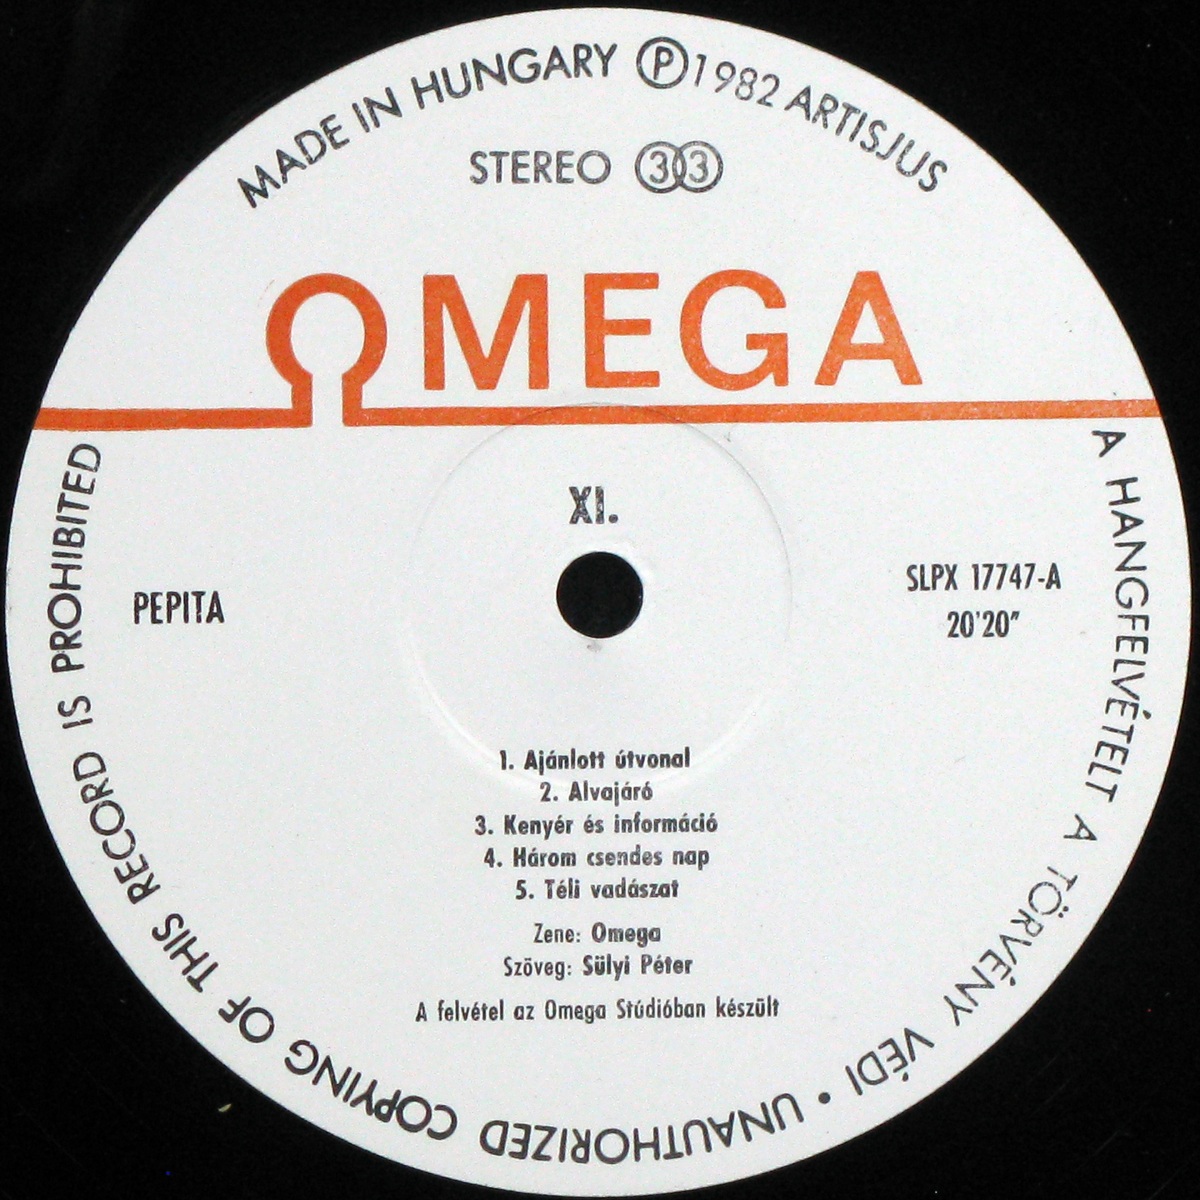 MADE IN HUNGARY Ⓟ 1982 ARTISJUS
STEREO 33
ΩMEGA
XI.
PEPITA
SLPX 17747-A
20'20"
1. Ajánlott útvonal
2. Alvajáró
3. Kenyér és információ
4. Három csendes nap
5. Téli vadászat
Zene: Omega
Szöveg: Sülyi Péter
A felvétel az Omega Stúdióban készült
A HANGFELVÉTELT A TÖRVÉNY VÉDI • UNAUTHORIZED COPYING OF THIS RECORD IS PROHIBITED